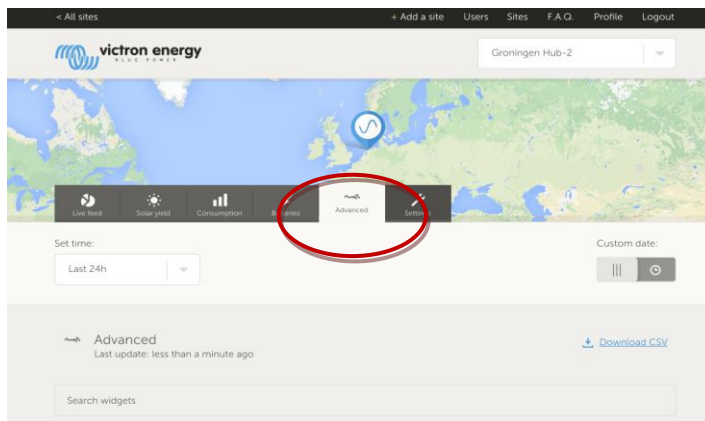 < All sites + Add a site Users Sites F.A.Q. Profile Logout
victron energy
BLUE POWER
Groningen Hub-2
Live feed Solar yield Consumption Batteries Advanced Settings
Set time:
Custom date:
Last 24h
Advanced
Last update: less than a minute ago
Download CSV
Search widgets